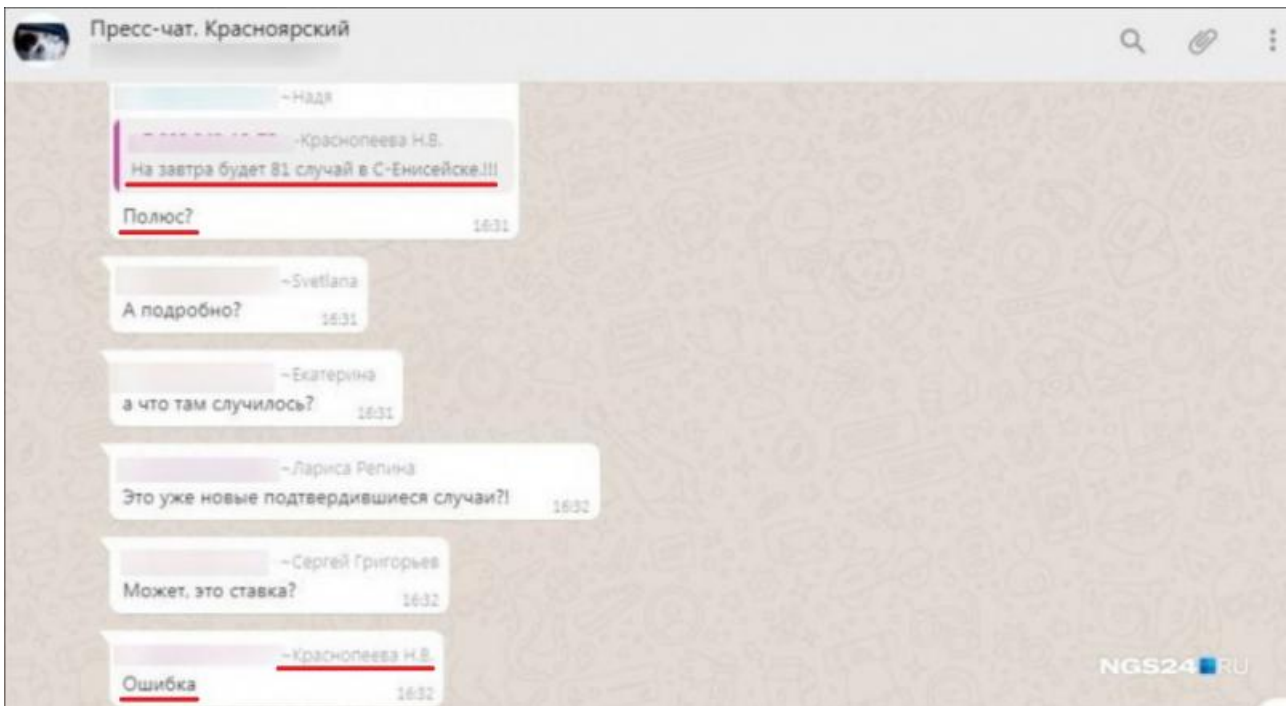 Пресс-чат. Красноярский
~Надя
~Краснопеева Н.В.
На завтра будет 81 случай в С-Енисейске.!!!
Полюс?
16:31
~Svetlana
А подробно?
16:31
~Екатерина
а что там случилось?
16:31
~Лариса Репина
Это уже новые подтвердившиеся случаи?!
16:32
~Сергей Григорьев
Может, это ставка?
16:32
~Краснопеева Н.В.
Ошибка
16:32
NGS24 RU